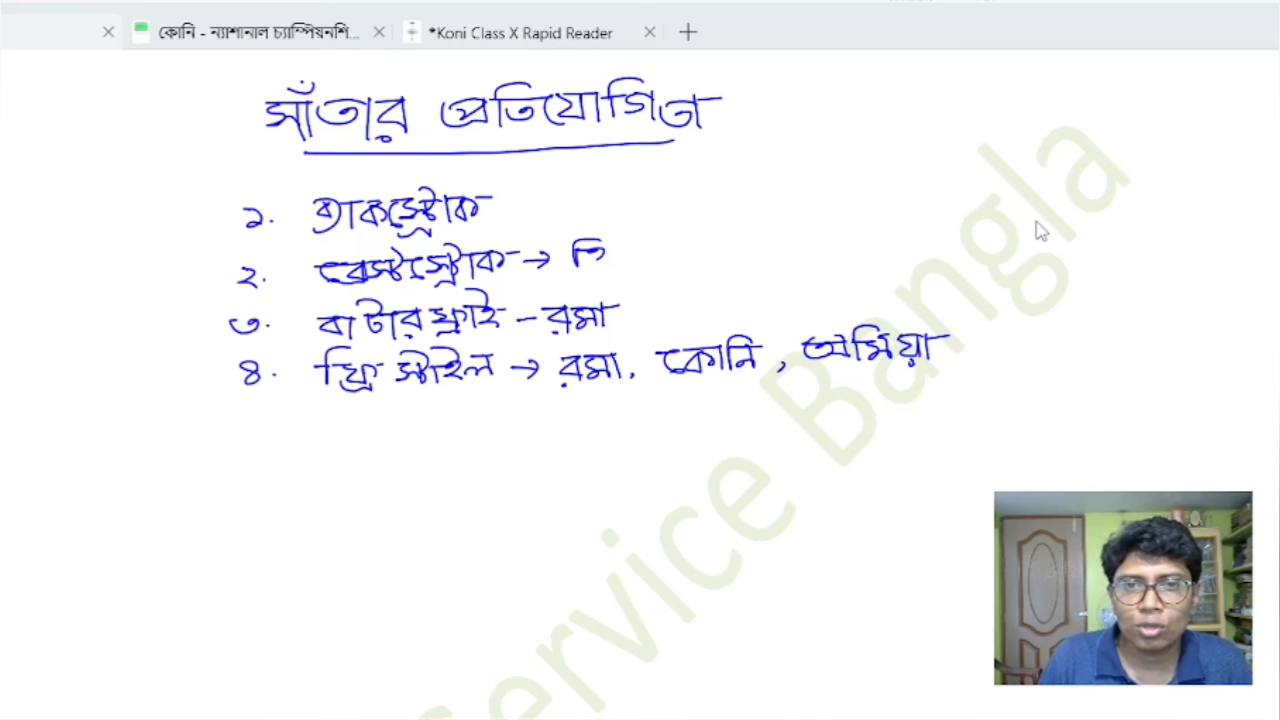 কোনি - ন্যাশানাল চ্যাম্পিয়নশি... *Koni Class X Rapid Reader
সাঁতার প্রতিযোগিতা
১. ব্যাকস্ট্রোক
২. ব্রেস্টস্ট্রোক →
৩. বাটারফ্লাই - রমা
৪. ফ্রি স্টাইল → রমা, কোনি, অমিয়া
service Bangla